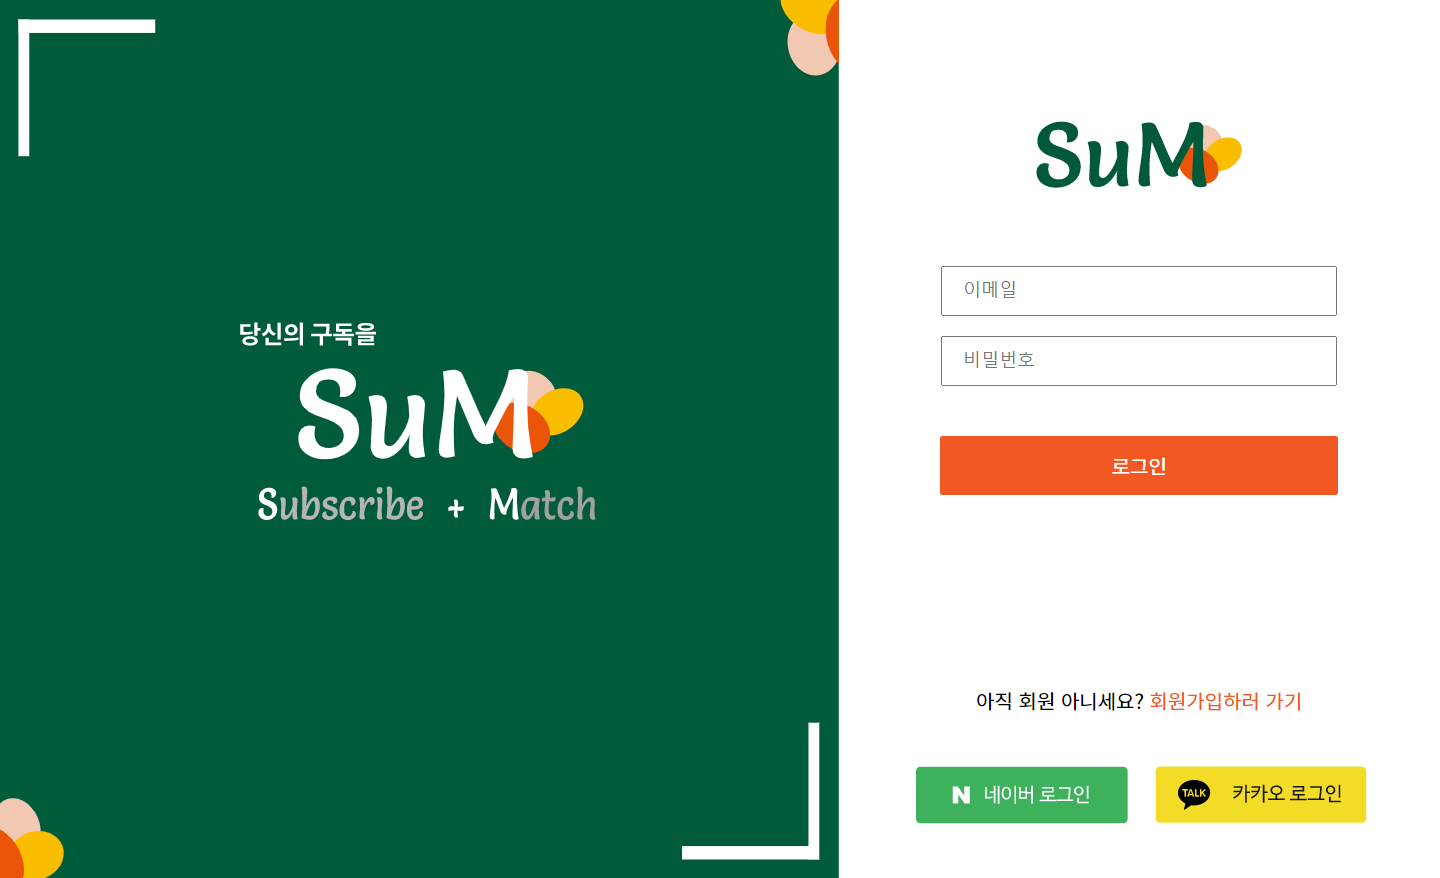 당신의 구독을
SuM
Subscribe + Match
SuM
이메일
비밀번호
로그인
아직 회원 아니세요? 회원가입하러 가기
N 네이버 로그인
TALK 카카오 로그인